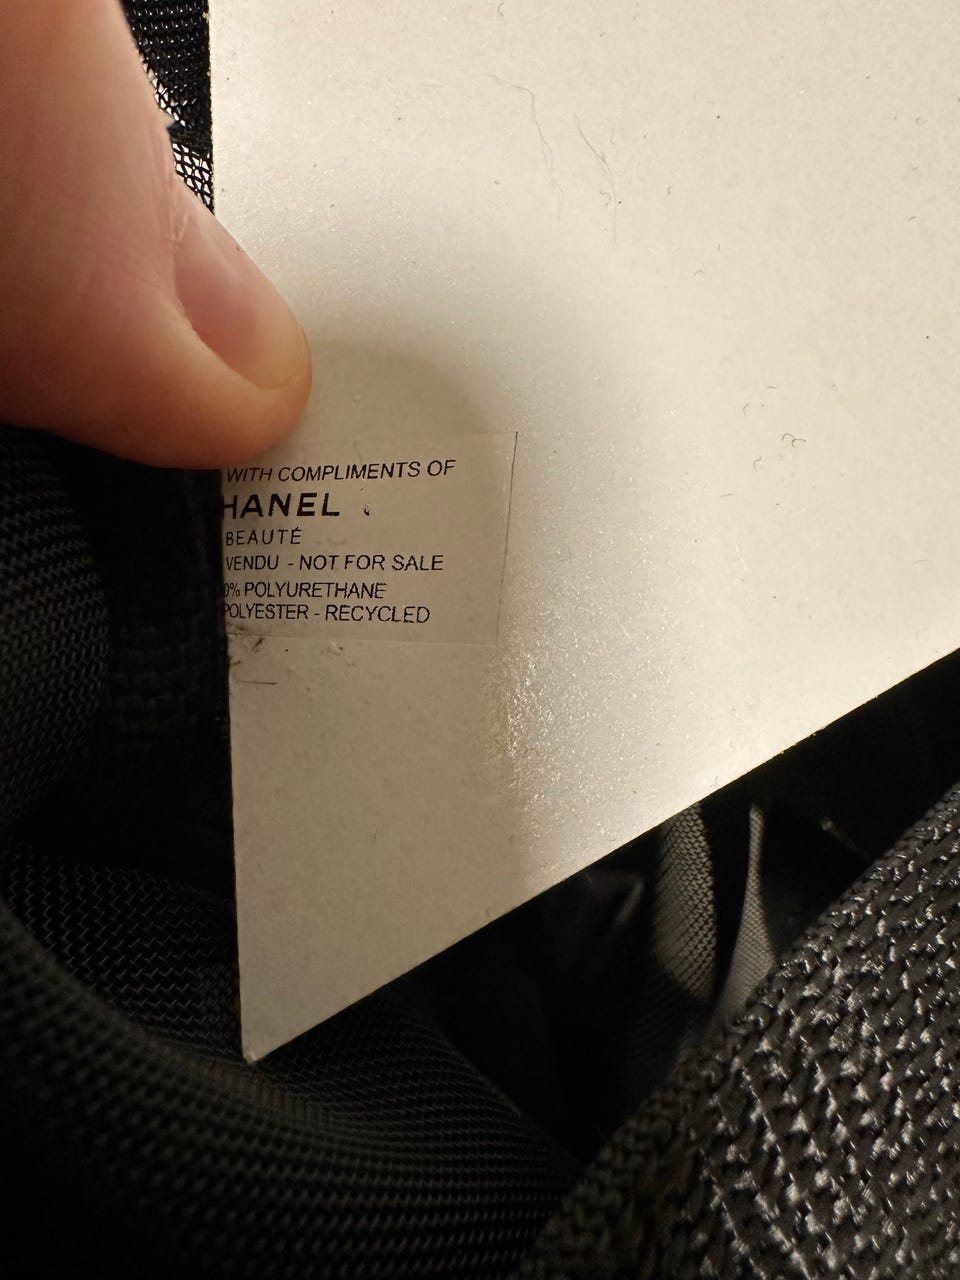 WITH COMPLIMENTS OF
HANEL
BEAUTÉ
VENDU - NOT FOR SALE
0% POLYURETHANE
POLYESTER - RECYCLED